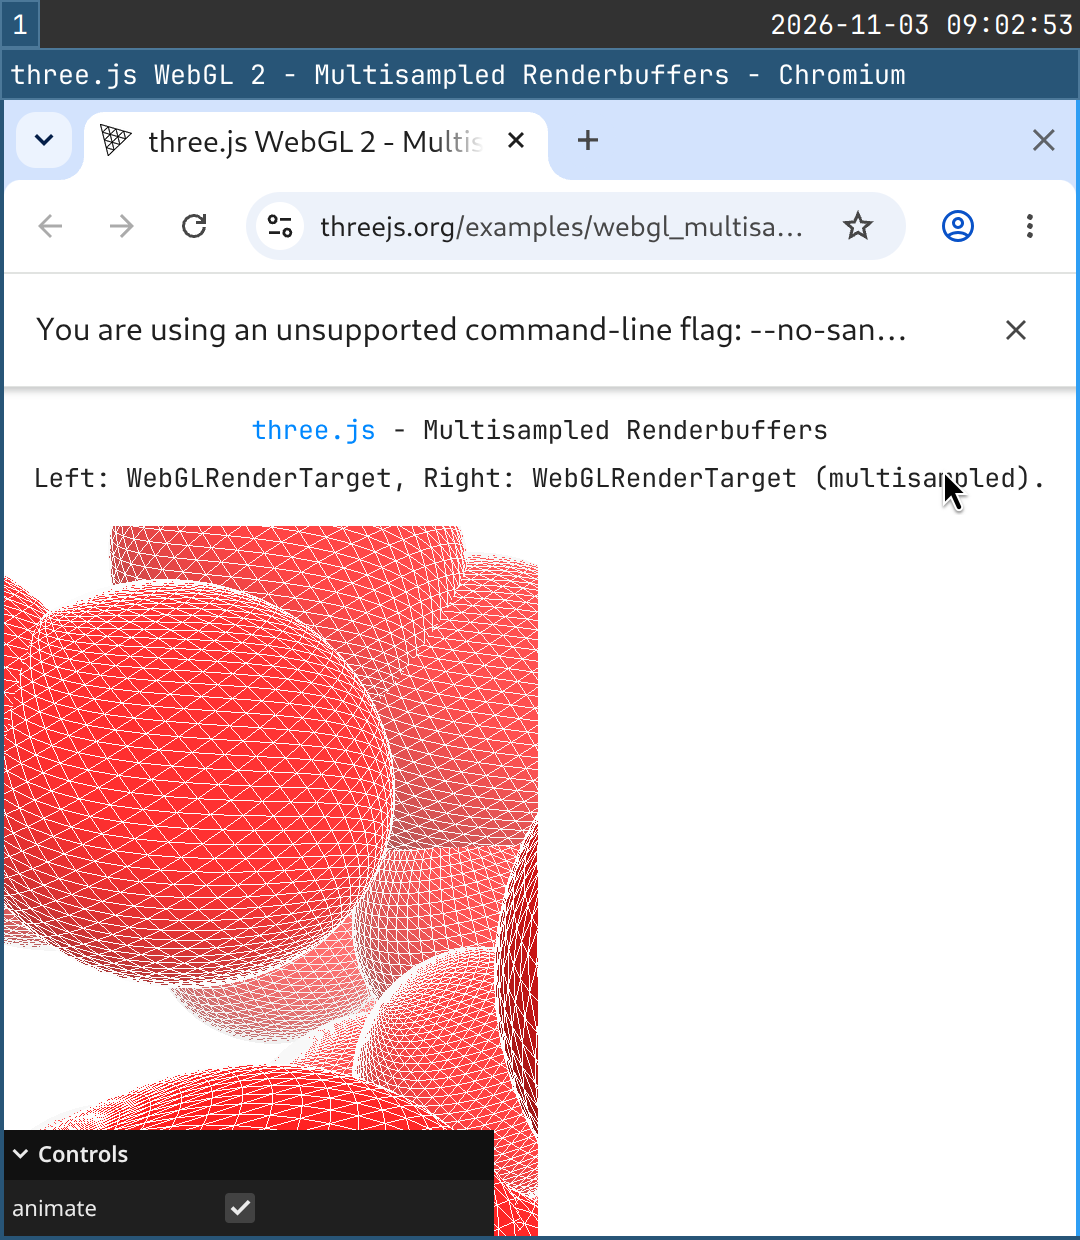 1
2026-11-03 09:02:53
three.js WebGL 2 - Multisampled Renderbuffers - Chromium
three.js WebGL 2 - Multis
threejs.org/examples/webgl_multisa...
You are using an unsupported command-line flag: --no-san...
three.js - Multisampled Renderbuffers
Left: WebGLRenderTarget, Right: WebGLRenderTarget (multisampled).
Controls
animate